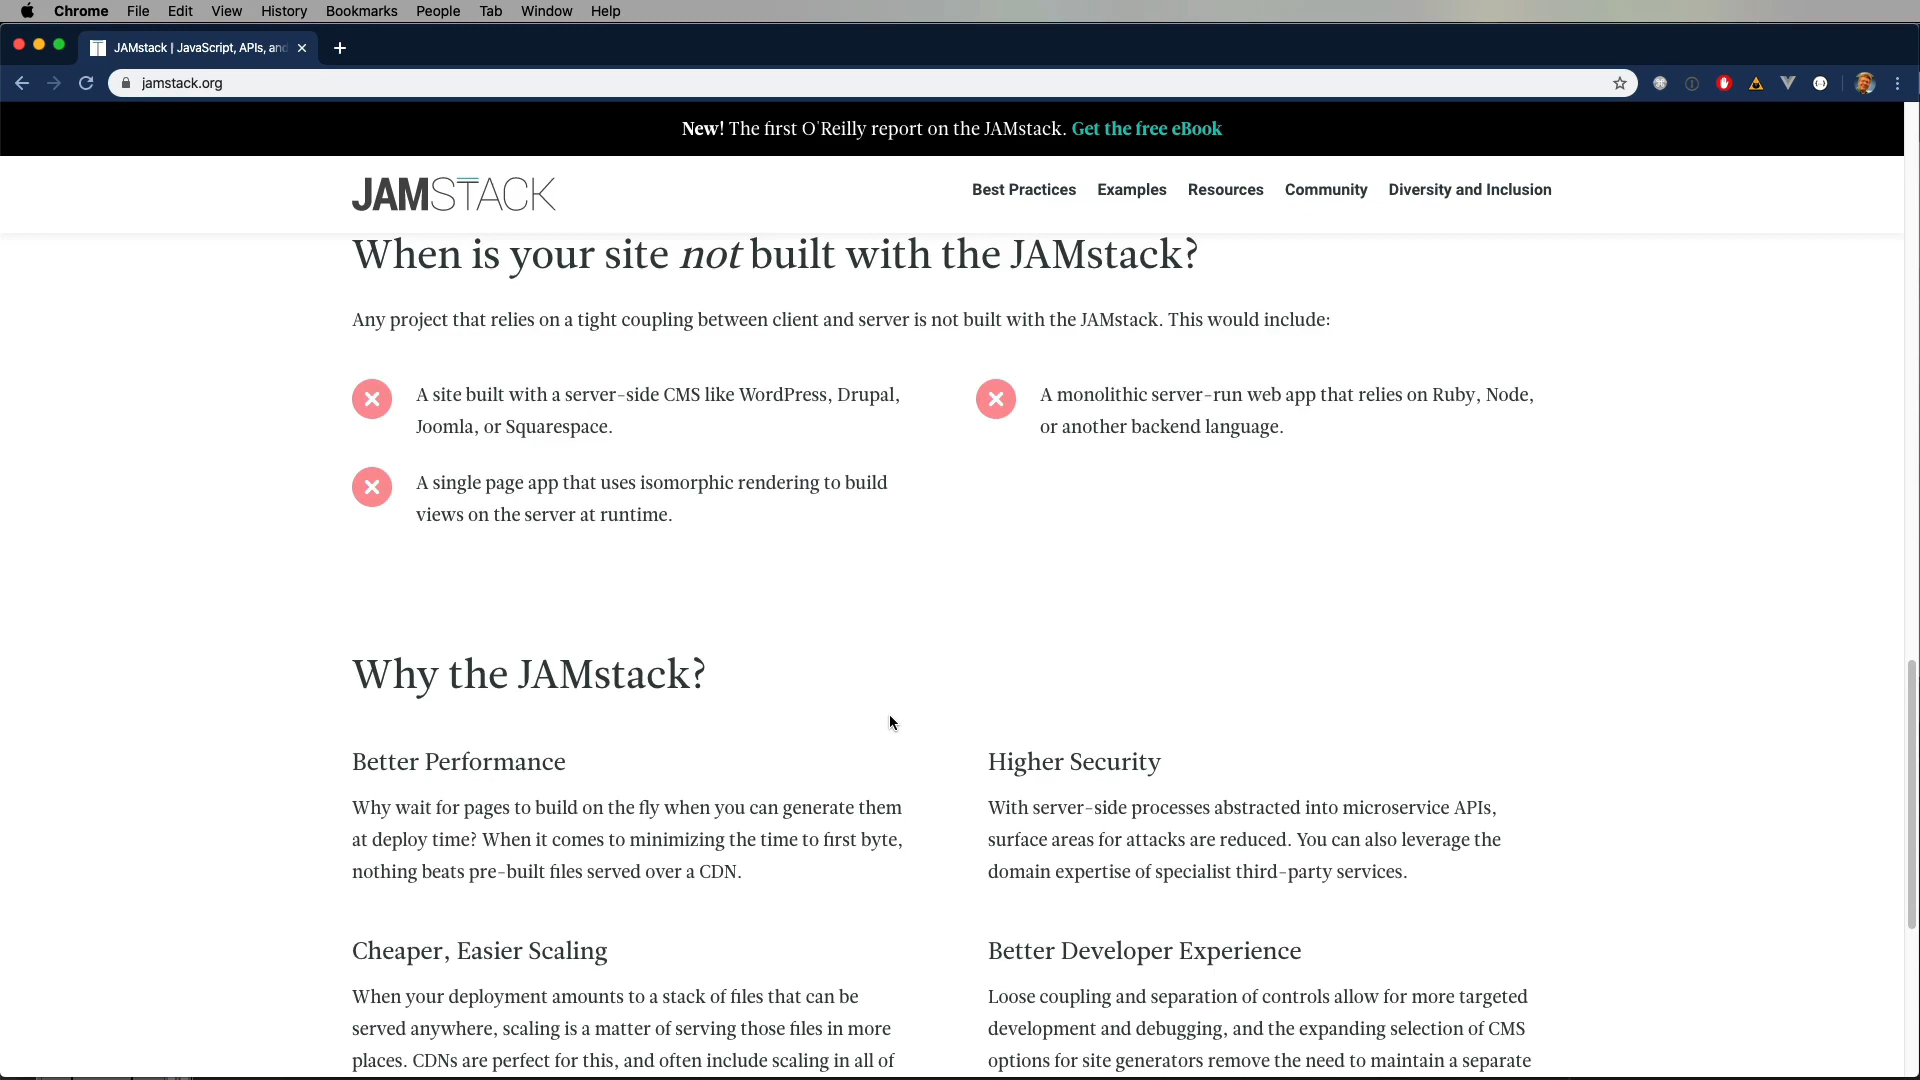 Chrome File Edit View History Bookmarks People Tab Window Help
JAMstack | JavaScript, APIs, and
jamstack.org
New! The first O'Reilly report on the JAMstack. Get the free eBook
JAMSTACK
Best Practices Examples Resources Community Diversity and Inclusion
When is your site not built with the JAMstack?
Any project that relies on a tight coupling between client and server is not built with the JAMstack. This would include:
A site built with a server-side CMS like WordPress, Drupal,
Joomla, or Squarespace.
A monolithic server-run web app that relies on Ruby, Node,
or another backend language.
A single page app that uses isomorphic rendering to build
views on the server at runtime.
Why the JAMstack?
Better Performance
Why wait for pages to build on the fly when you can generate them
at deploy time? When it comes to minimizing the time to first byte,
nothing beats pre-built files served over a CDN.
Higher Security
With server-side processes abstracted into microservice APIs,
surface areas for attacks are reduced. You can also leverage the
domain expertise of specialist third-party services.
Cheaper, Easier Scaling
When your deployment amounts to a stack of files that can be
served anywhere, scaling is a matter of serving those files in more
places. CDNs are perfect for this, and often include scaling in all of
Better Developer Experience
Loose coupling and separation of controls allow for more targeted
development and debugging, and the expanding selection of CMS
options for site generators remove the need to maintain a separate